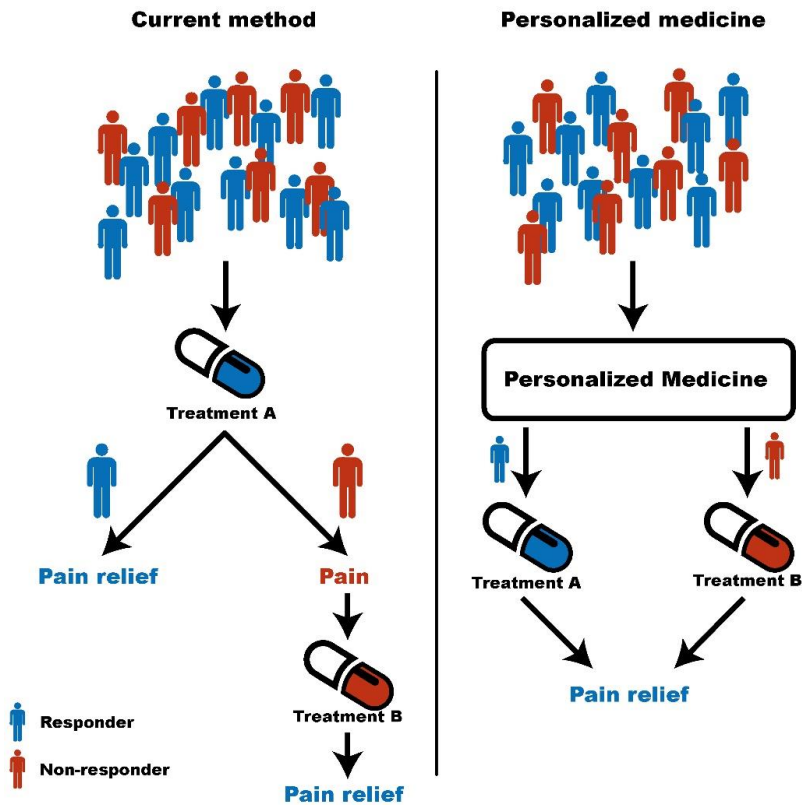 Current method
Treatment A
Pain relief
Pain
Treatment B
Pain relief
Responder
Non-responder
Personalized medicine
Personalized Medicine
Treatment A
Treatment B
Pain relief